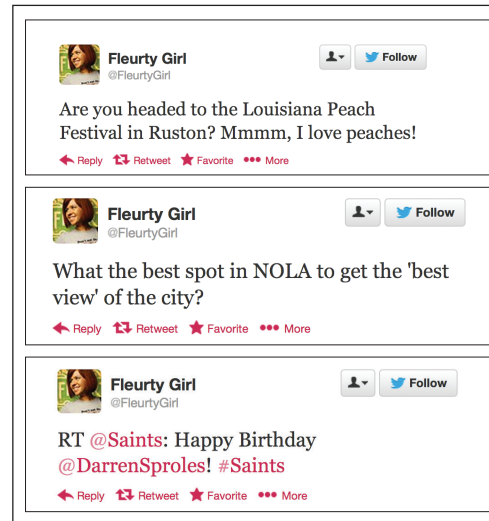 Fleurty Girl
@FleurtyGirl
Follow
Are you headed to the Louisiana Peach
Festival in Ruston? Mmmm, I love peaches!
Reply Retweet Favorite More
Fleurty Girl
@FleurtyGirl
Follow
What the best spot in NOLA to get the 'best
view' of the city?
Reply Retweet Favorite More
Fleurty Girl
@FleurtyGirl
Follow
RT @Saints: Happy Birthday
@DarrenSproles! #Saints
Reply Retweet Favorite More